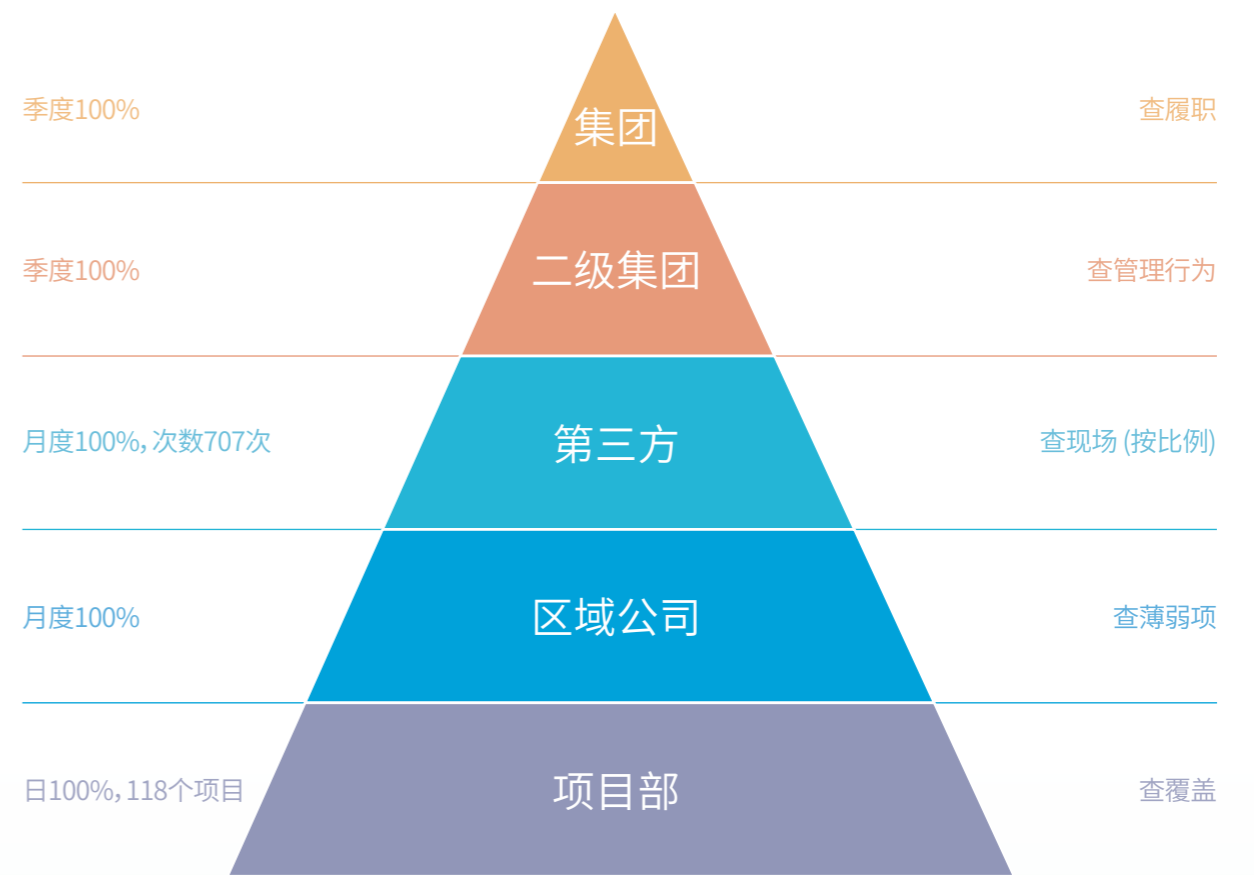 季度100%
集团
查履职
季度100%
二级集团
查管理行为
月度100%，次数707次
第三方
查现场 (按比例)
月度100%
区域公司
查薄弱项
日100%，118个项目
项目部
查覆盖